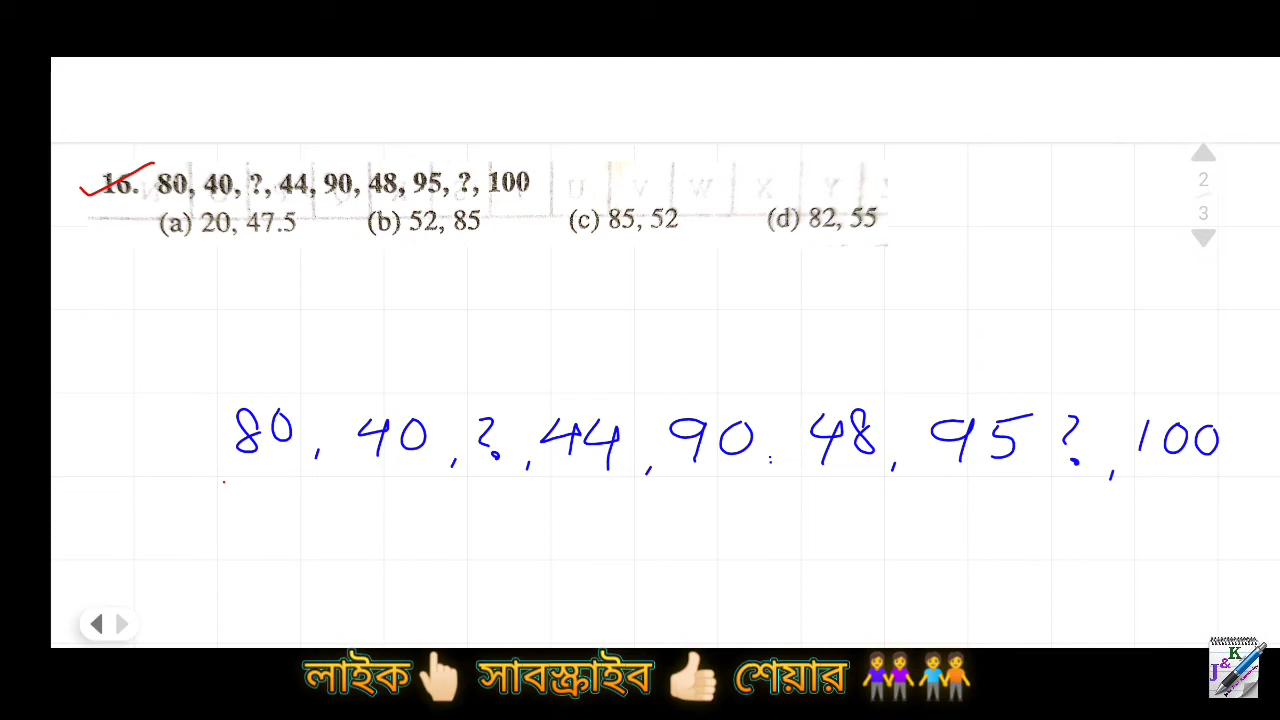 16. 80, 40, ?, 44, 90, 48, 95, ?, 100
(a) 20, 47.5 (b) 52, 85 (c) 85, 52 (d) 82, 55
2
3
80, 40, ?, 44, 90, 48, 95 ?, 100
লাইক সাবস্ক্রাইব শেয়ার
J&K